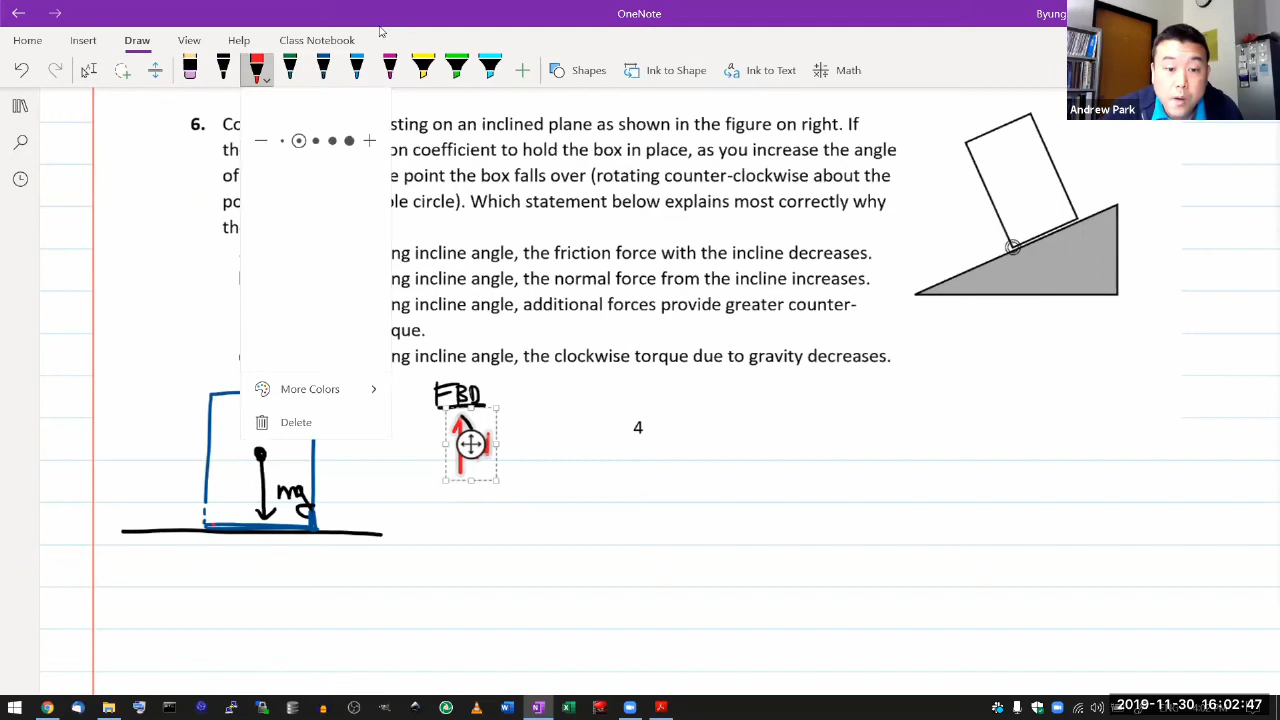 OneNote
Byung
Home Insert Draw View Help Class Notebook
Shapes Ink to Shape Ink to Text Math
Andrew Park
6. Co sting on an inclined plane as shown in the figure on right. If
the on coefficient to hold the box in place, as you increase the angle
of e point the box falls over (rotating counter-clockwise about the
po le circle). Which statement below explains most correctly why
the
ng incline angle, the friction force with the incline decreases.
ng incline angle, the normal force from the incline increases.
ng incline angle, additional forces provide greater counter-
que.
ng incline angle, the clockwise torque due to gravity decreases.
More Colors
Delete
FBD
4
mg
2019-11-30 16:02:47